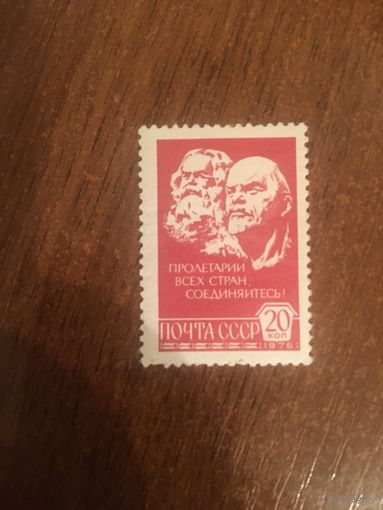 ПРОЛЕТАРИИ
ВСЕХ СТРАН,
СОЕДИНЯЙТЕСЬ!
ПОЧТА СССР 20
КОП
1976